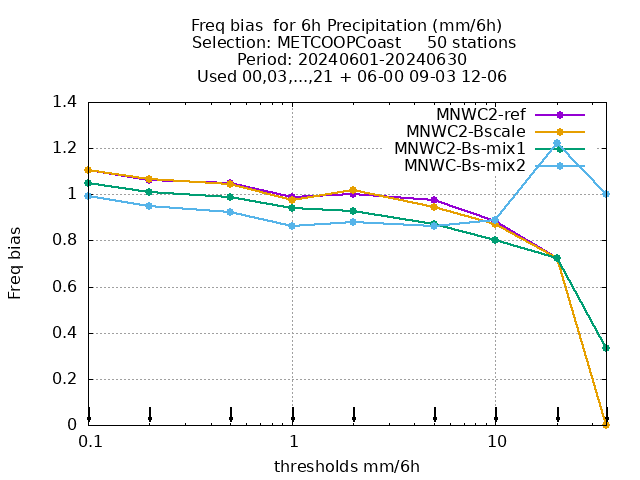 Freq bias  for 6h Precipitation (mm/6h)
Selection: METCOOPCoast     50 stations
Period: 20240601-20240630
Used 00,03,...,21 + 06-00 09-03 12-06
MNWC2-ref
MNWC2-Bscale
MNWC2-Bs-mix1
MNWC-Bs-mix2
Freq bias
1.4
1.2
1
0.8
0.6
0.4
0.2
0
0.1 1 10
thresholds mm/6h